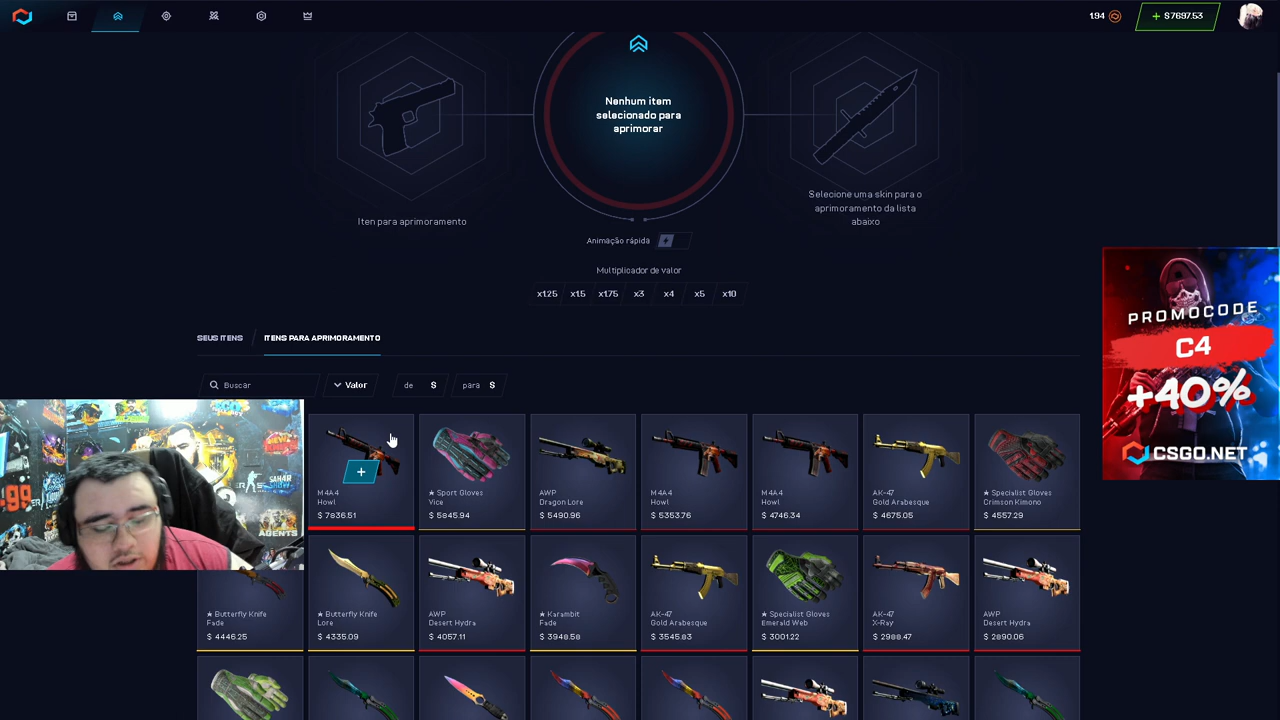 1.94
+ $7697.53
Nenhum item
selecionado para
aprimorar
Iten para aprimoramento
Selecione uma skin para o
aprimoramento da lista
abaixo
Animação rápida
Multiplicador de valor
x1.25 x1.5 x1.75 x3 x4 x5 x10
SEUS ITENS
ITENS PARA APRIMORAMENTO
Buscar
Valor
de $
para $
PROMOCODE
C4
+40%
CSGO.NET
M4A4
Howl
$ 7836.51
★ Sport Gloves
Vice
$ 5845.94
AWP
Dragon Lore
$ 5490.96
M4A4
Howl
$ 5353.76
M4A4
Howl
$ 4746.34
AK-47
Gold Arabesque
$ 4675.05
★ Specialist Gloves
Crimson Kimono
$ 4557.29
★ Butterfly Knife
Fade
$ 4446.25
★ Butterfly Knife
Lore
$ 4335.09
AWP
Desert Hydra
$ 4057.11
★ Karambit
Fade
$ 3948.58
AK-47
Gold Arabesque
$ 3545.83
★ Specialist Gloves
Emerald Web
$ 3001.22
AK-47
X-Ray
$ 2988.47
AWP
Desert Hydra
$ 2890.06
AGENTS